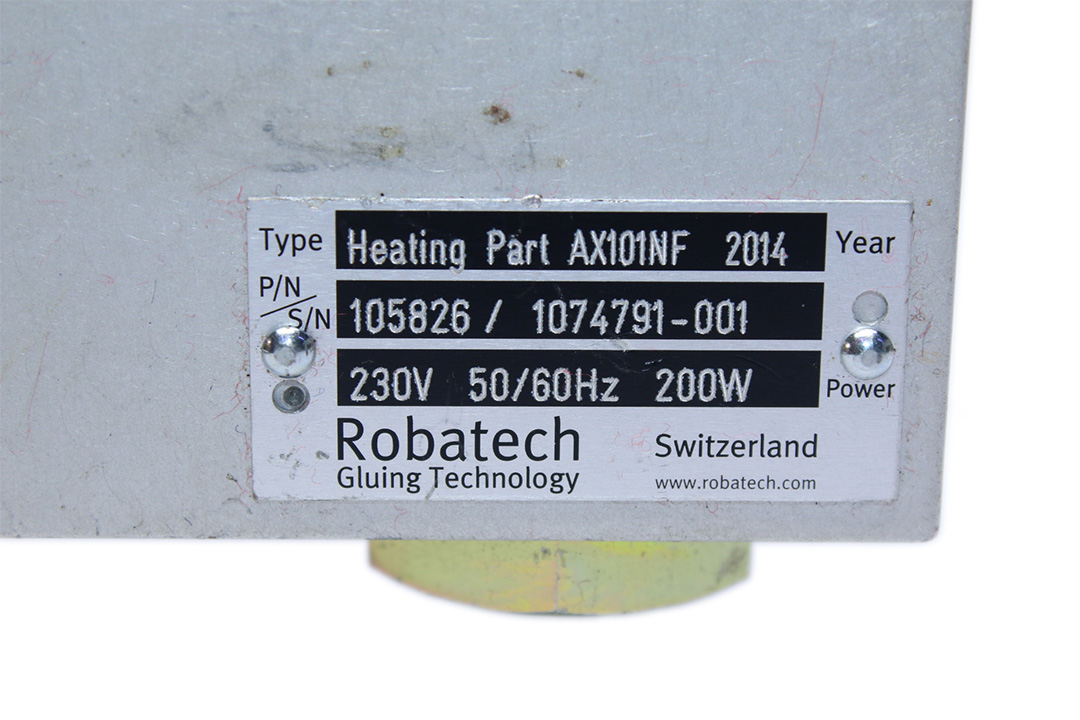 Type Heating Part AX101NF 2014 Year
P/N
S/N 105826 / 1074791-001
230V 50/60Hz 200W Power
Robatech Switzerland
Gluing Technology www.robatech.com